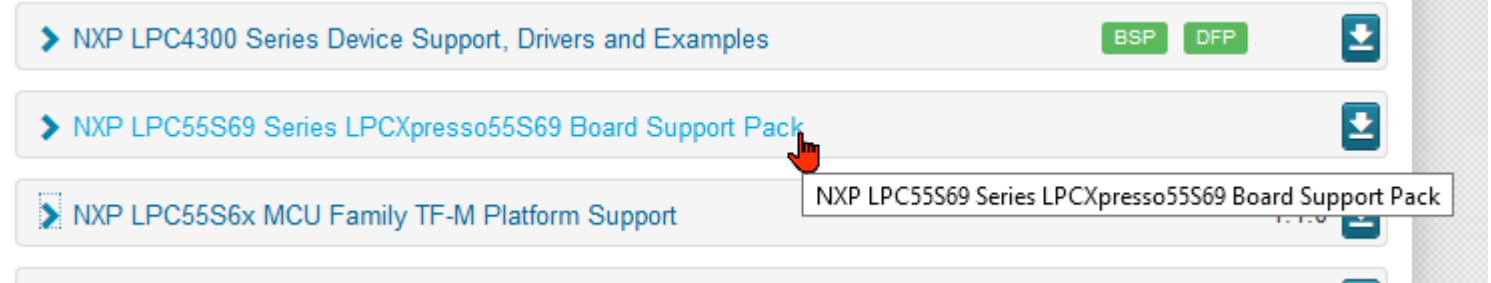 NXP LPC4300 Series Device Support, Drivers and Examples BSP DFP
NXP LPC55S69 Series LPCXpresso55S69 Board Support Pack
NXP LPC55S69 Series LPCXpresso55S69 Board Support Pack
NXP LPC55S6x MCU Family TF-M Platform Support